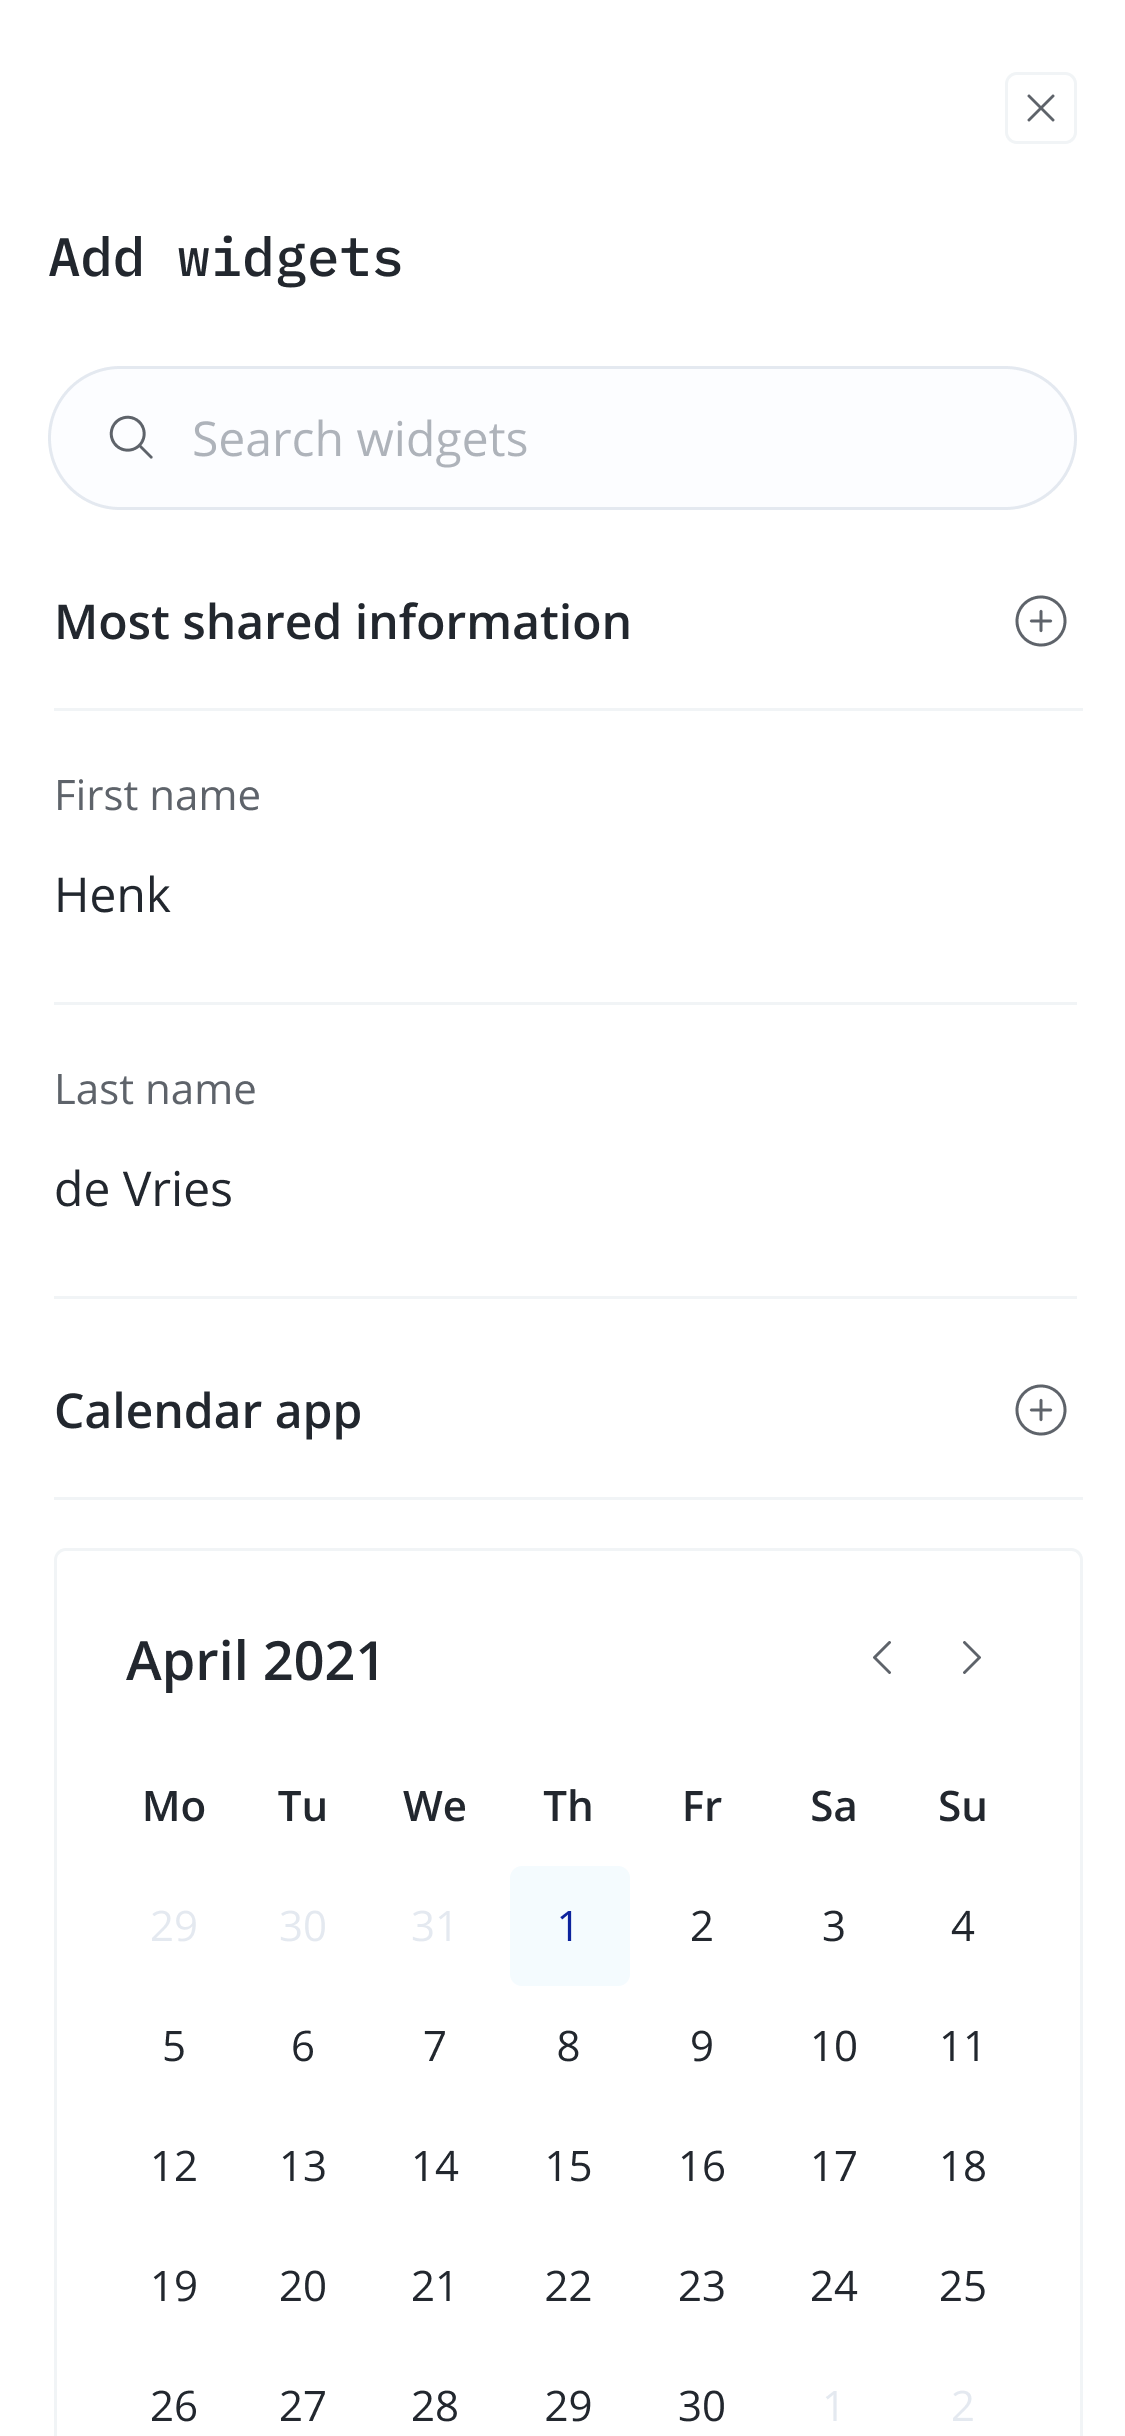 Add widgets
Search widgets
Most shared information
First name
Henk
Last name
de Vries
Calendar app
April 2021
Mo Tu We Th Fr Sa Su
29 30 31 1 2 3 4
5 6 7 8 9 10 11
12 13 14 15 16 17 18
19 20 21 22 23 24 25
26 27 28 29 30 1 2